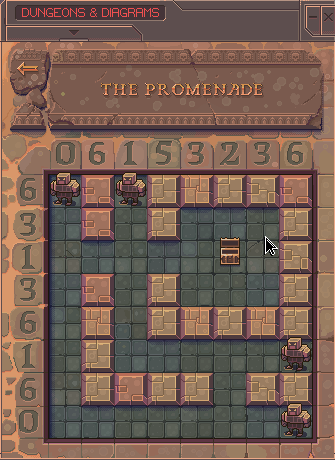 DUNGEONS & DIAGRAMS
THE PROMENADE
0 6 1 5 3 2 3 6
6
3
1
3
6
1
6
0